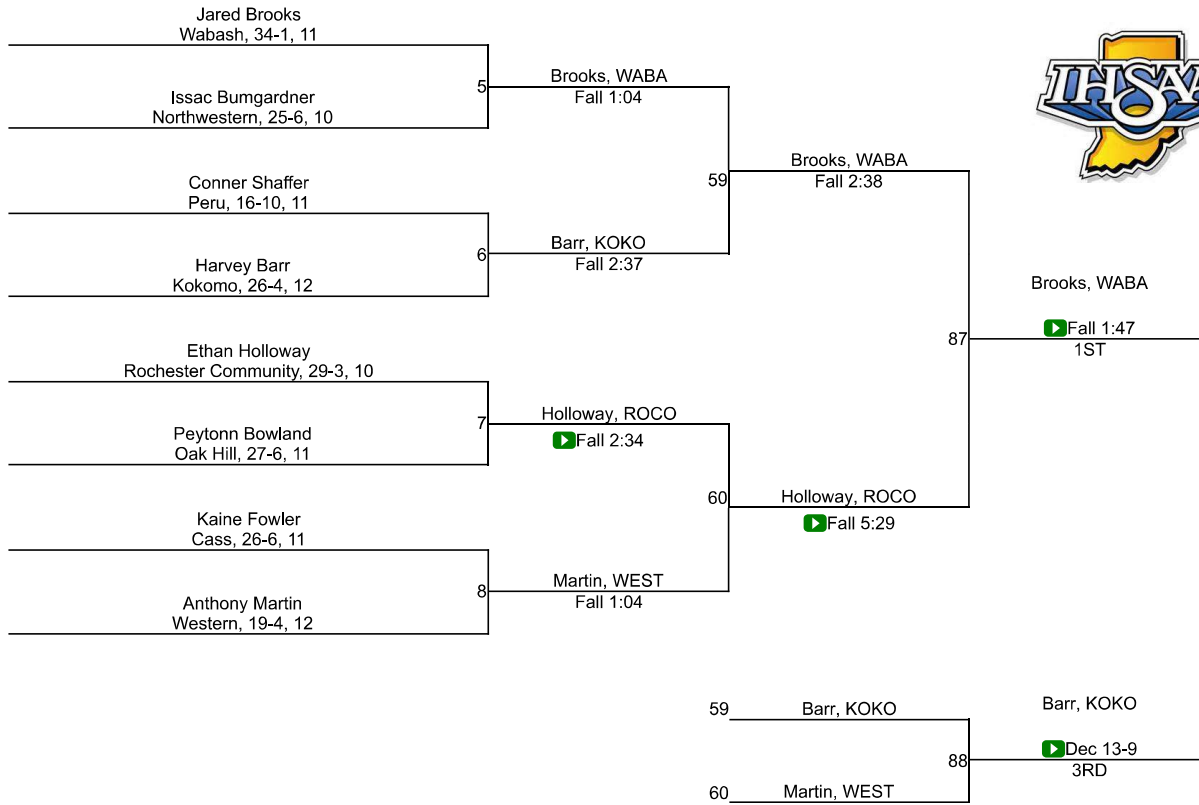 Jared Brooks
Wabash, 34-1, 11
5
Brooks, WABA
Fall 1:04
Issac Bumgardner
Northwestern, 25-6, 10
59
Brooks, WABA
Fall 2:38
Conner Shaffer
Peru, 16-10, 11
6
Barr, KOKO
Fall 2:37
Harvey Barr
Kokomo, 26-4, 12
87
Brooks, WABA
Fall 1:47
1ST
Ethan Holloway
Rochester Community, 29-3, 10
7
Holloway, ROCO
Fall 2:34
Peytonn Bowland
Oak Hill, 27-6, 11
60
Holloway, ROCO
Fall 5:29
Kaine Fowler
Cass, 26-6, 11
8
Martin, WEST
Fall 1:04
Anthony Martin
Western, 19-4, 12
59
Barr, KOKO
88
Barr, KOKO
Dec 13-9
3RD
60
Martin, WEST
IHSAA